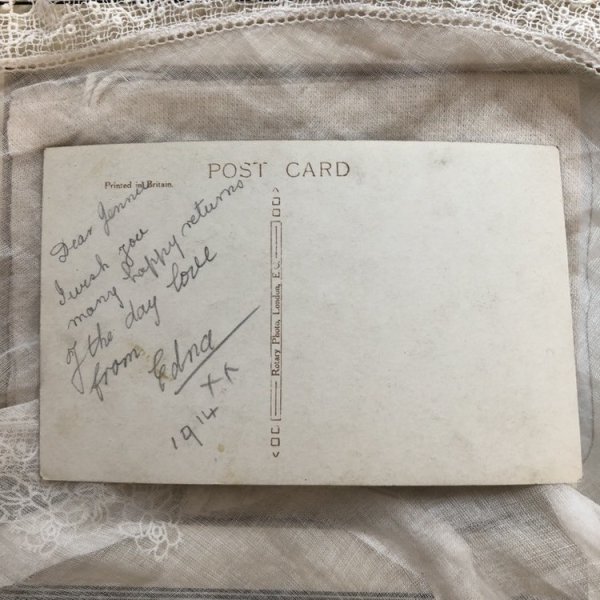 POST CARD
Printed in Britain.
Dear Jenna
I wish you
many happy returns
of the day love
from Edna
xx
1914
Rotary Photo, London, E.C.